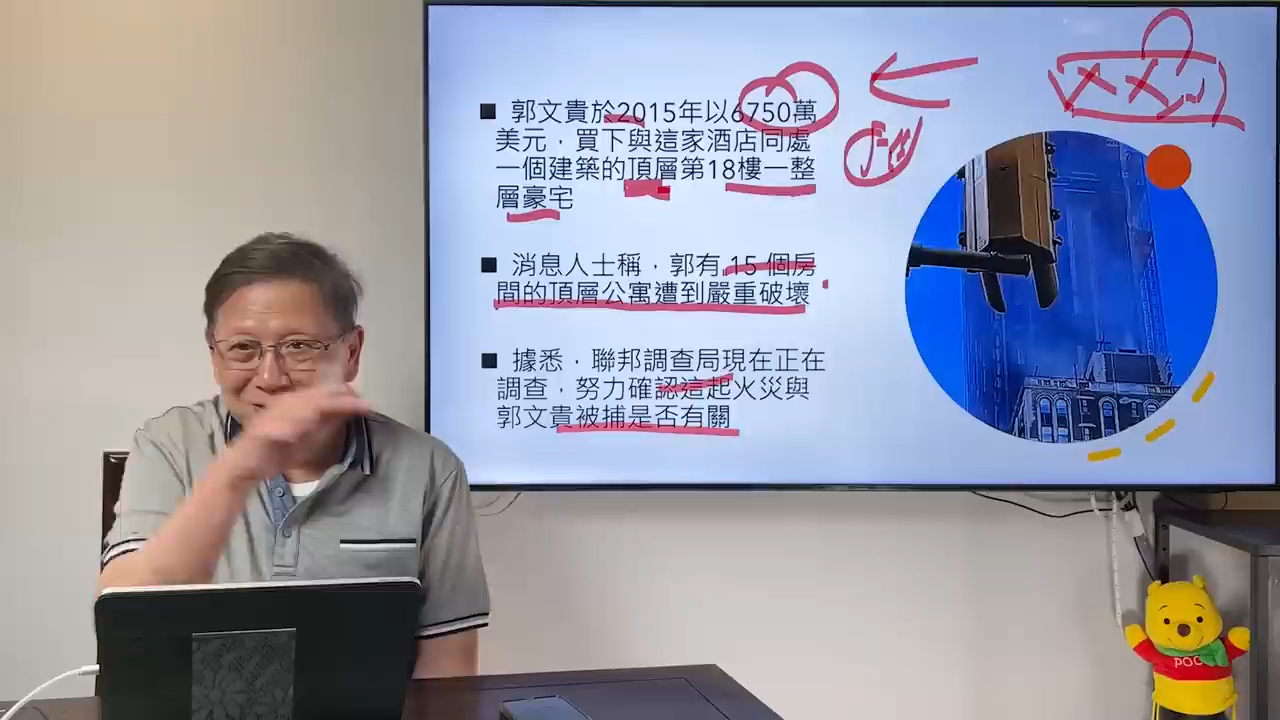 ■ 郭文貴於2015年以6750萬
美元，買下與這家酒店同處
一個建築的頂層第18樓一整
層豪宅
■ 消息人士稱，郭有 15 個房
間的頂層公寓遭到嚴重破壞
■ 據悉，聯邦調查局現在正在
調查，努力確認這起火災與
郭文貴被捕是否有關
POO